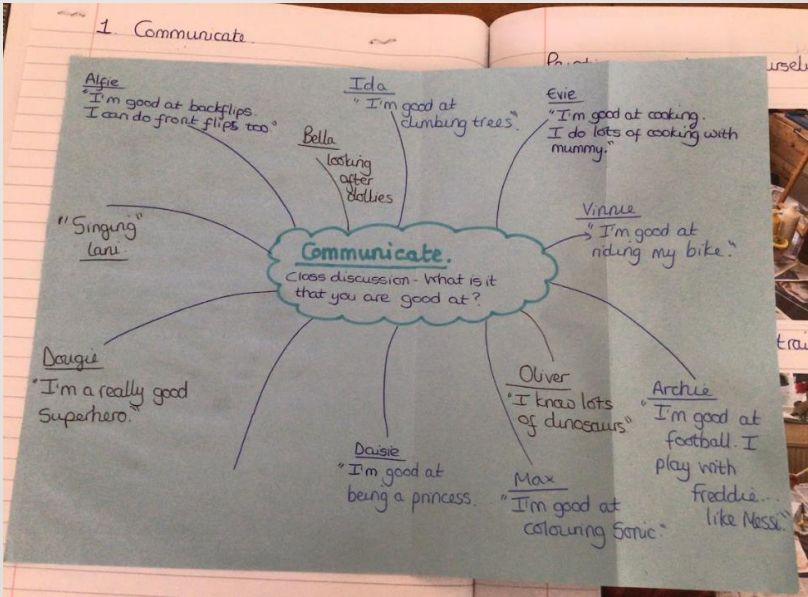 1. Communicate.
Alfie
"I'm good at backflips.
I can do front flips too"
Bella
looking
after
dollies
Ida
"I'm good at
climbing trees."
Evie
"I'm good at cooking.
I do lots of cooking with
mummy."
Vinnie
"I'm good at
riding my bike."
"Singing"
Lani.
Communicate.
Class discussion - What is it
that you are good at?
Dougie
"I'm a really good
Superhero."
Daisie
"I'm good at
being a princess.
Oliver
"I know lots
of dinosaurs"
Max
"I'm good at
colouring Sonic."
Archie
"I'm good at
football. I
play with
freddie...
like Messi."